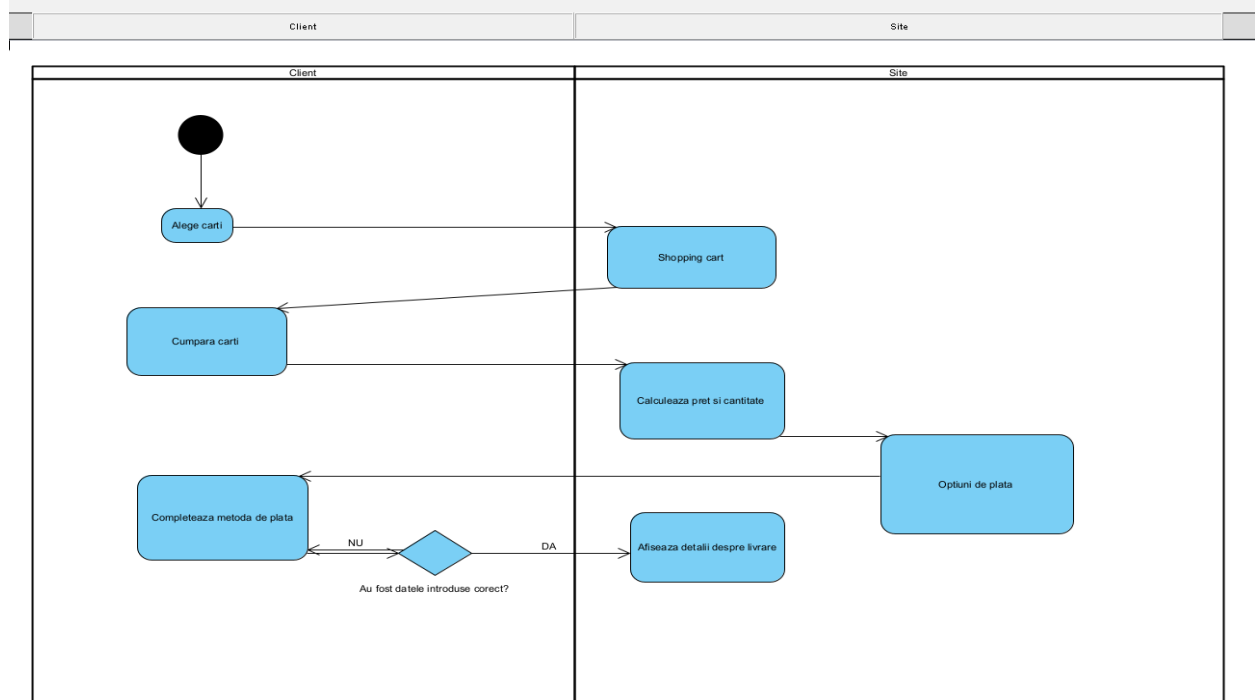 Client
Site
Client
Site
Alege carti
Shopping cart
Cumpara carti
Calculeaza pret si cantitate
Optiuni de plata
Completeaza metoda de plata
NU
DA
Afiseaza detalii despre livrare
Au fost datele introduse corect?